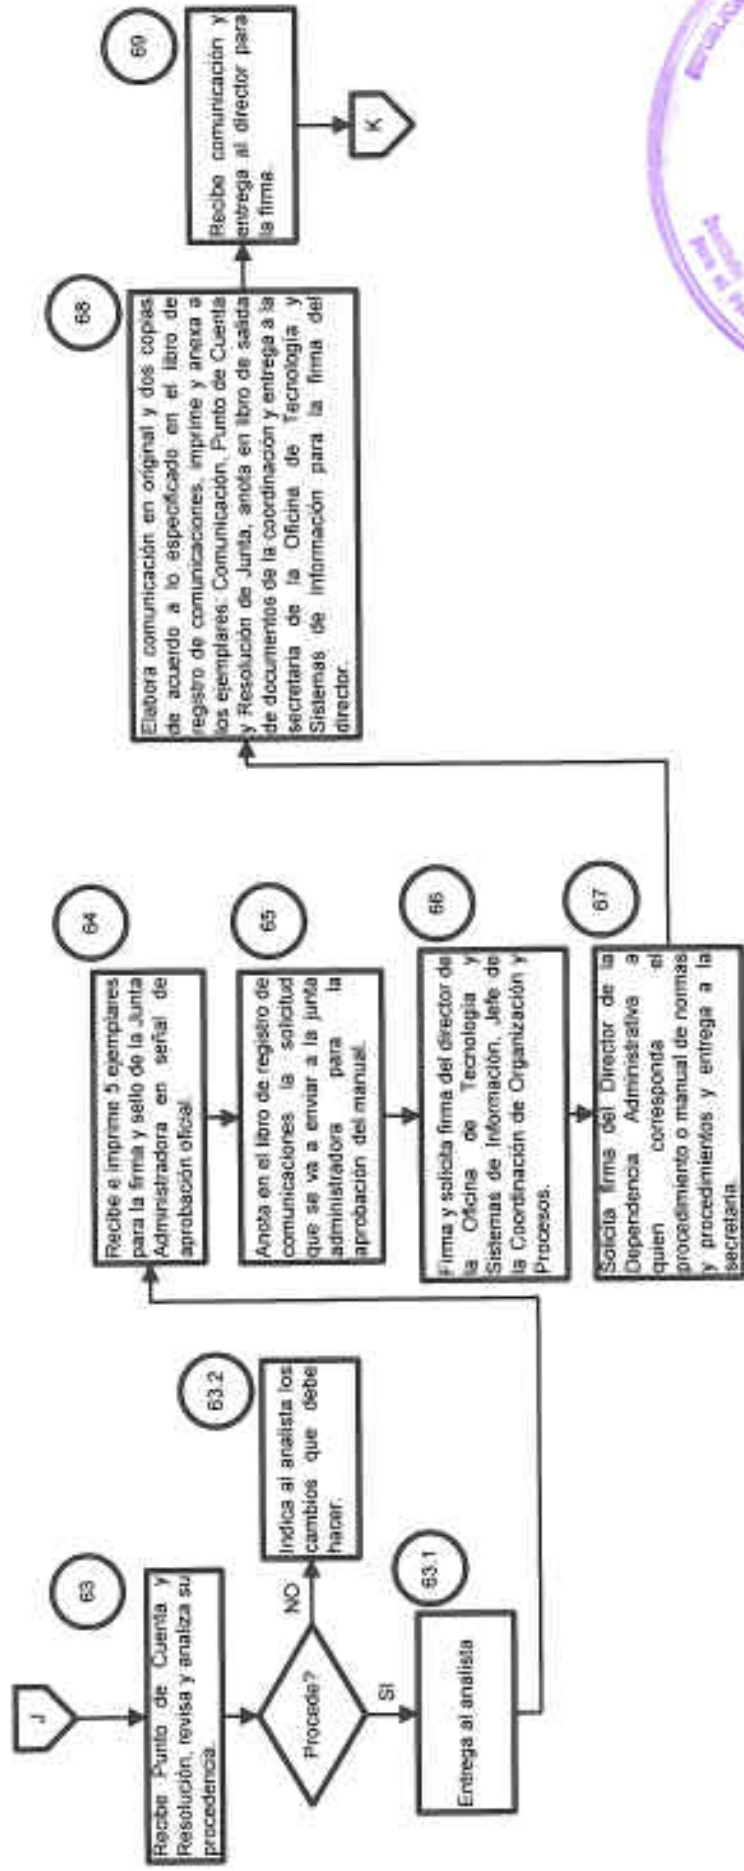 J
63
Recibe Punto de Cuenta y
Resolución, revisa y analiza su
procedencia.
Procede?
NO
63.2
Indica al analista los
cambios que debe
hacer.
SI
63.1
Entrega al analista
64
Recibe e imprime 5 ejemplares
para la firma y sello de la Junta
Administradora en señal de
aprobación oficial.
65
Anota en el libro de registro de
comunicaciones la solicitud
que se va a enviar a la junta
administradora para la
aprobación del manual.
66
Firma y solicita firma del director de
la Oficina de Tecnología y
Sistemas de Información, Jefe de
la Coordinación de Organización y
Procesos.
67
Solicita firma del Director de la
Dependencia Administrativa a
quien corresponda el
procedimiento o manual de normas
y procedimientos y entrega a la
secretaria.
68
Elabora comunicación en original y dos copias
de acuerdo a lo especificado en el libro de
registro de comunicaciones, imprime y anexa a
los ejemplares: Comunicación, Punto de Cuenta
y Resolución de Junta, anota en libro de salida
de documentos de la coordinación y entrega a la
secretaria de la Oficina de Tecnología y
Sistemas de Información para la firma del
director.
69
Recibe comunicación y
entrega al director para
la firma.
K